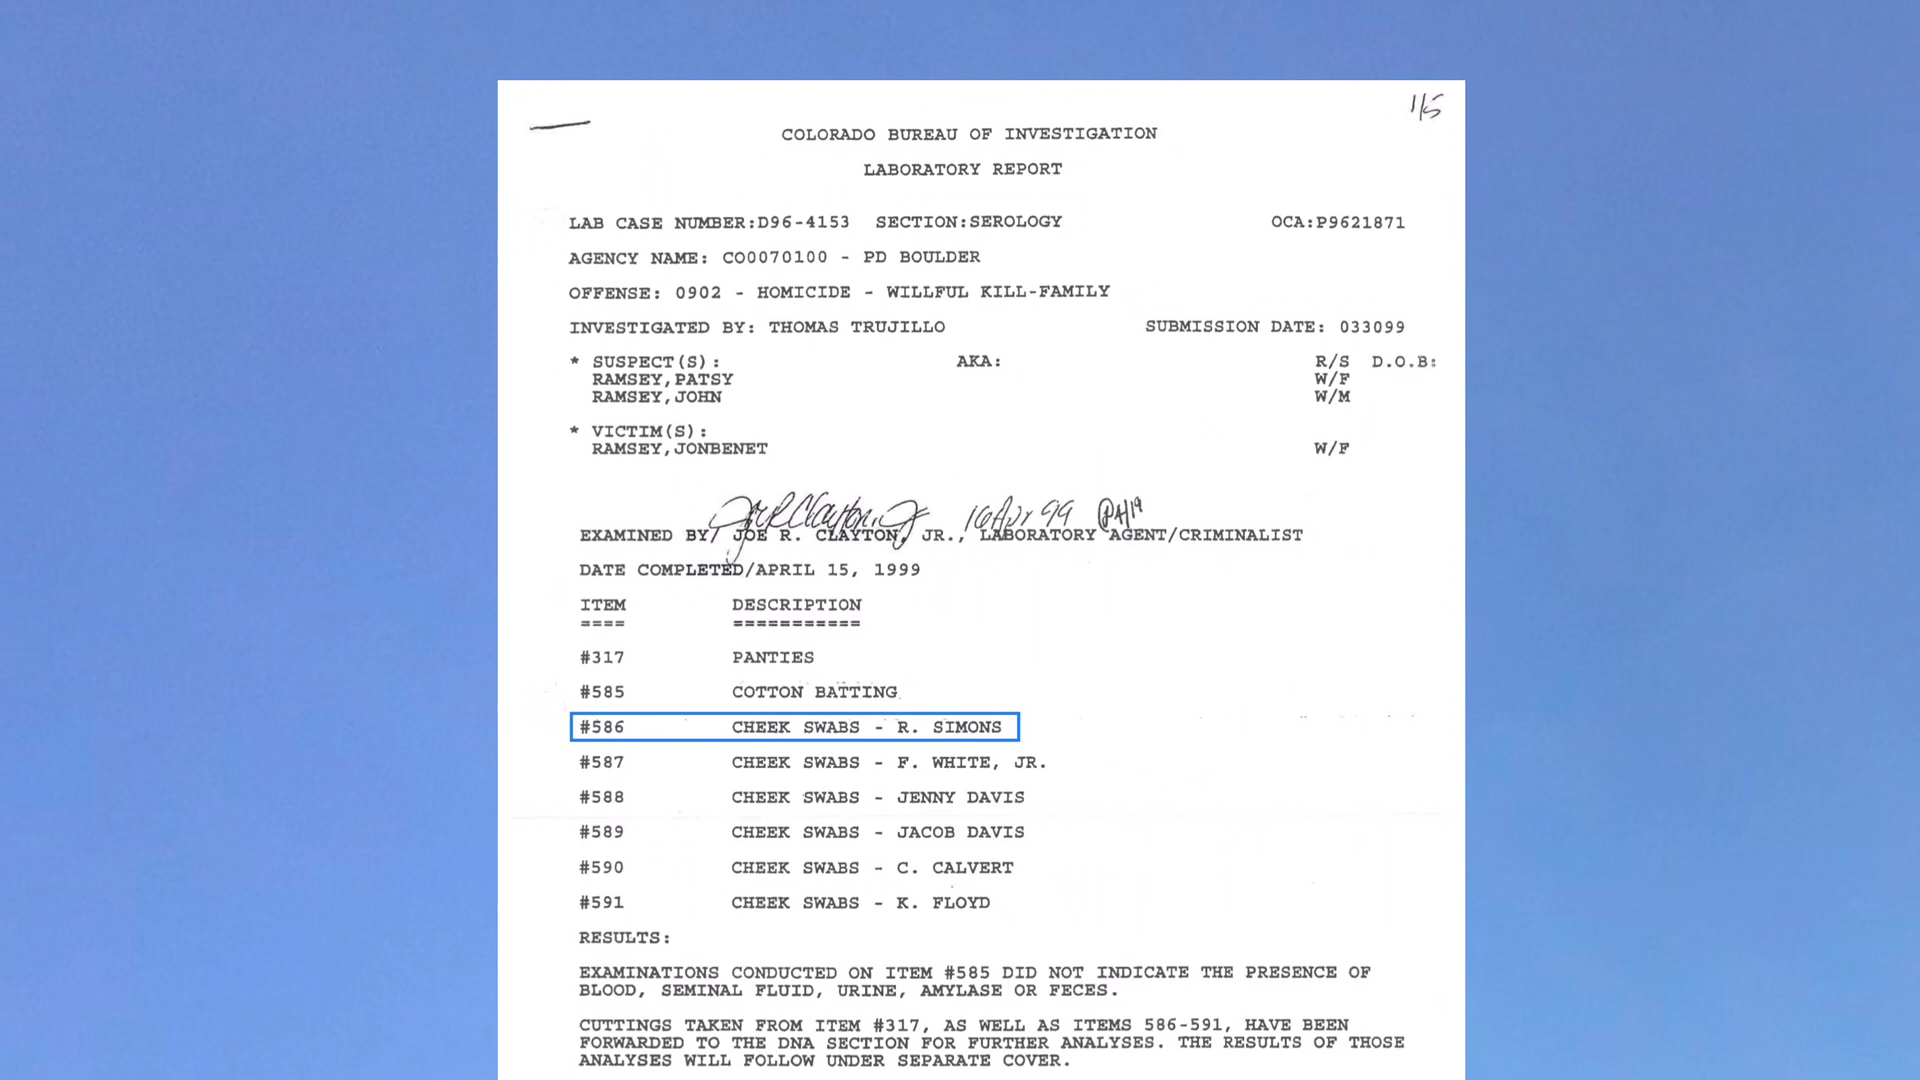 1/5
COLORADO BUREAU OF INVESTIGATION
LABORATORY REPORT
LAB CASE NUMBER:D96-4153 SECTION:SEROLOGY OCA:P9621871
AGENCY NAME: CO0070100 - PD BOULDER
OFFENSE: 0902 - HOMICIDE - WILLFUL KILL-FAMILY
INVESTIGATED BY: THOMAS TRUJILLO SUBMISSION DATE: 033099
* SUSPECT(S): AKA: R/S D.O.B:
RAMSEY,PATSY W/F
RAMSEY,JOHN W/M
* VICTIM(S):
RAMSEY,JONBENET W/F
Joe R Clayton, Jr 16 Apr 99
EXAMINED BY/ JOE R. CLAYTON, JR., LABORATORY AGENT/CRIMINALIST
DATE COMPLETED/APRIL 15, 1999
ITEM DESCRIPTION
==== ===========
#317 PANTIES
#585 COTTON BATTING
#586 CHEEK SWABS - R. SIMONS
#587 CHEEK SWABS - F. WHITE, JR.
#588 CHEEK SWABS - JENNY DAVIS
#589 CHEEK SWABS - JACOB DAVIS
#590 CHEEK SWABS - C. CALVERT
#591 CHEEK SWABS - K. FLOYD
RESULTS:
EXAMINATIONS CONDUCTED ON ITEM #585 DID NOT INDICATE THE PRESENCE OF
BLOOD, SEMINAL FLUID, URINE, AMYLASE OR FECES.
CUTTINGS TAKEN FROM ITEM #317, AS WELL AS ITEMS 586-591, HAVE BEEN
FORWARDED TO THE DNA SECTION FOR FURTHER ANALYSES. THE RESULTS OF THOSE
ANALYSES WILL FOLLOW UNDER SEPARATE COVER.